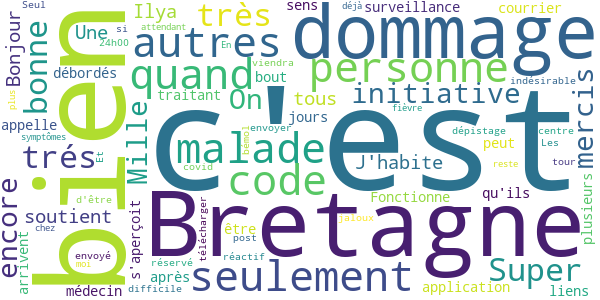 Seul
Bonjour
bonne
Une
si
24h00
débordés
appelle
trés
plus
symptômes
Et
bien
encore
soutient
arrivent
chez
d'être
envoyé
moi
médecin
Ilya
très
attendant
autres
En
quand
traitant
On
Mille
malade
code
s'aperçoit
être
après
réservé
difficile
télécharger
post
réactif
seulement
sens
déjà
surveillance
courrier
dommage
viendra
personne
bout
tous
jours
initiative
indésirable
mercis
envoyer
bémol
covid
fièvre
c'est
J'habite
dépistage
peut
centre
Les
tour
reste
qu'ils
Fonctionne
jaloux
Bretagne
plusieurs
Super
application
liens